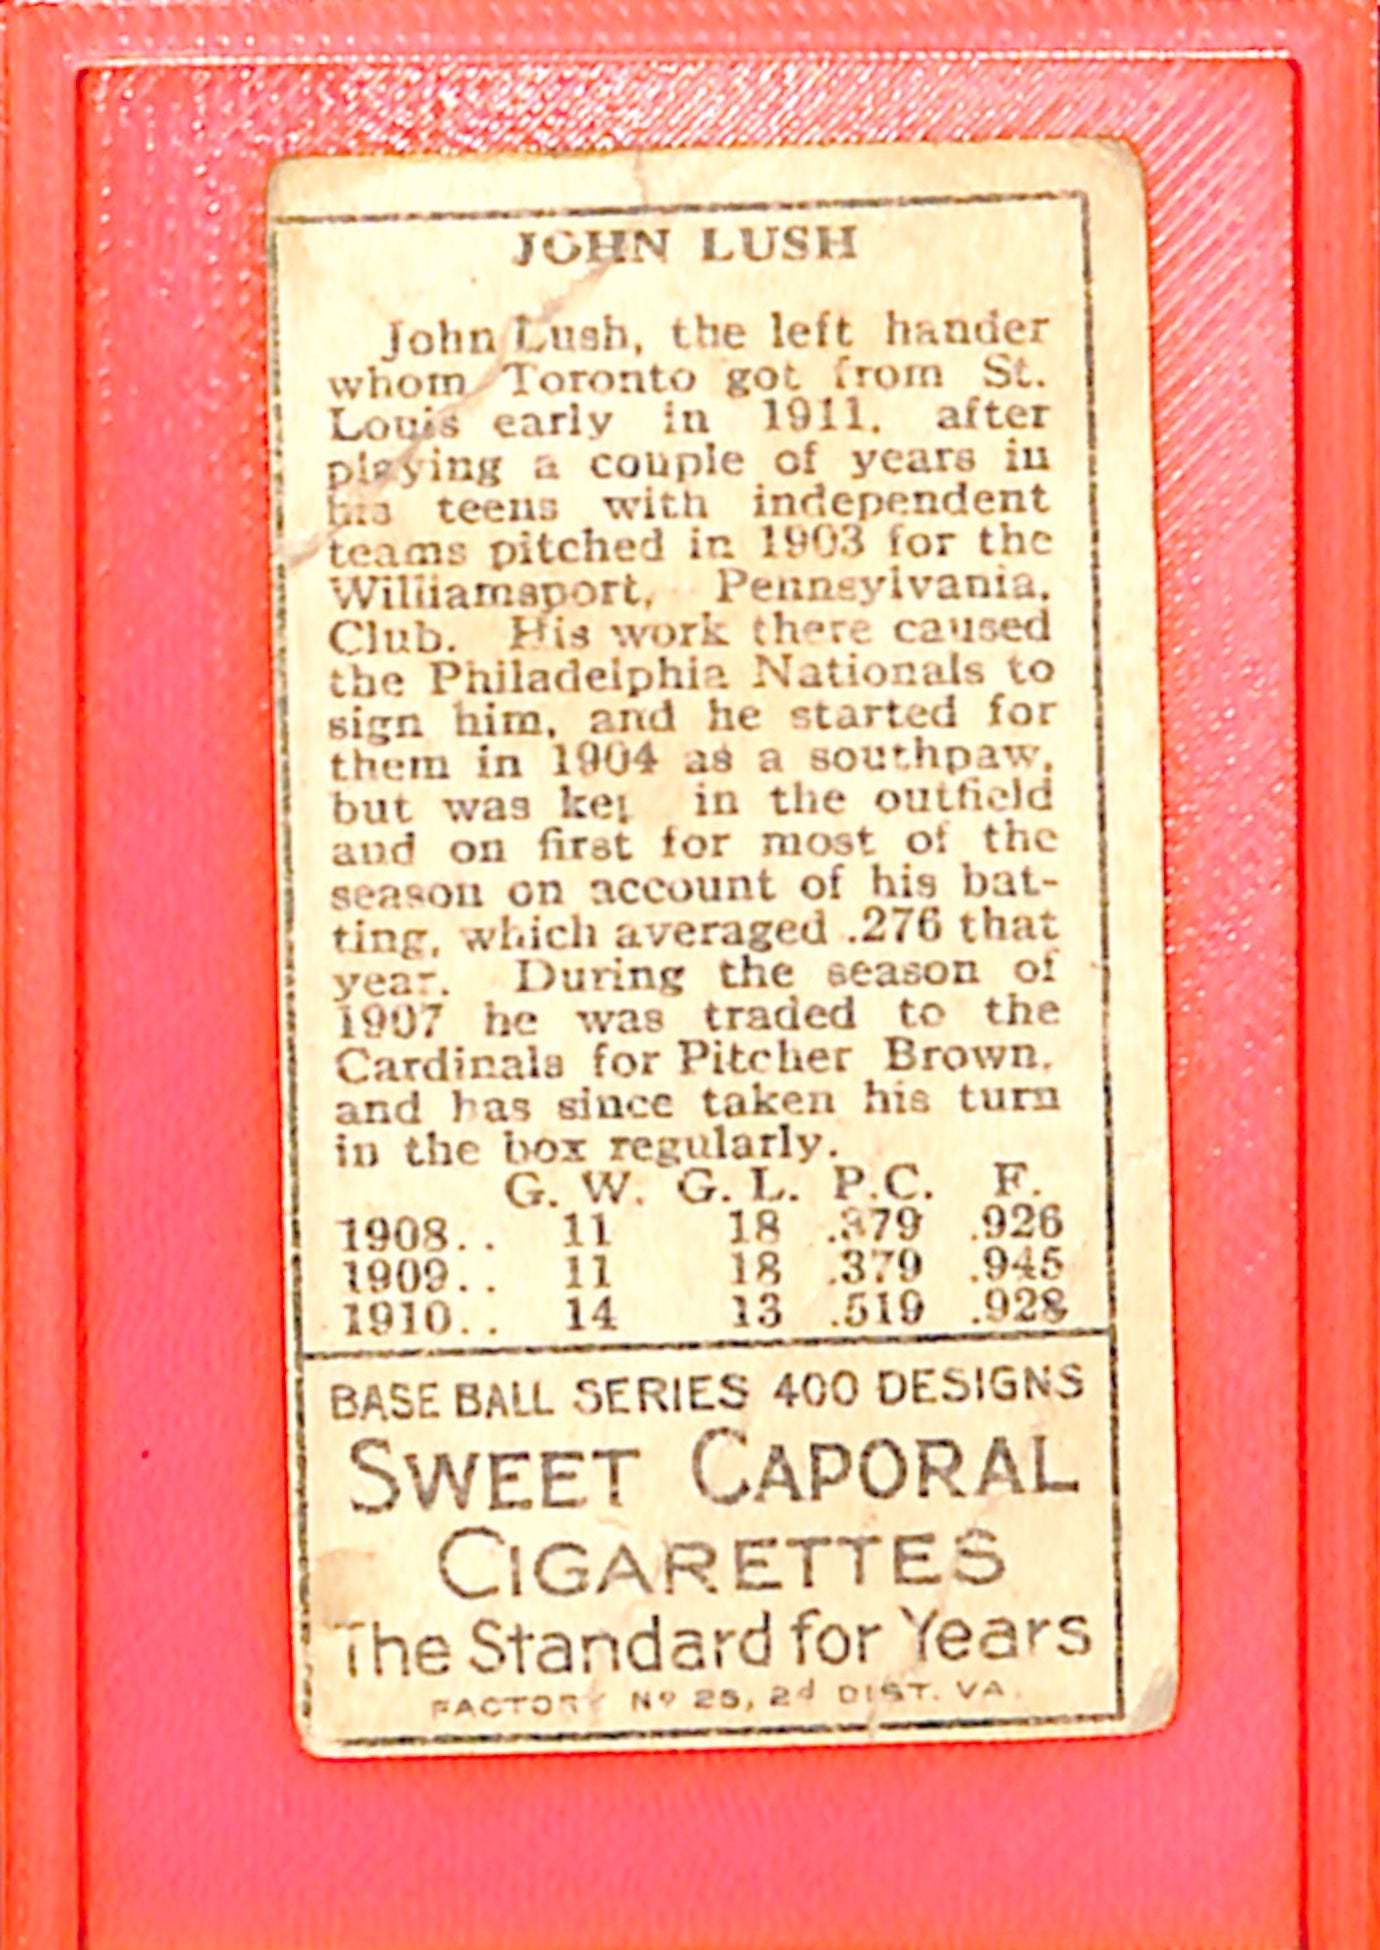 JOHN LUSH
John Lush, the left hander
whom Toronto got from St.
Louis early in 1911, after
playing a couple of years in
his teens with independent
teams pitched in 1903 for the
Williamsport, Pennsylvania,
Club. His work there caused
the Philadelphia Nationals to
sign him, and he started for
them in 1904 as a southpaw,
but was kept in the outfield
and on first for most of the
season on account of his bat-
ting, which averaged .276 that
year. During the season of
1907 he was traded to the
Cardinals for Pitcher Brown,
and has since taken his turn
in the box regularly.
G. W. G. L. P.C. F.
1908.. 11 18 .379 .926
1909.. 11 18 .379 .945
1910.. 14 13 .519 .928
BASE BALL SERIES 400 DESIGNS
SWEET CAPORAL
CIGARETTES
The Standard for Years
FACTORY Nº 25, 2d DIST. VA.